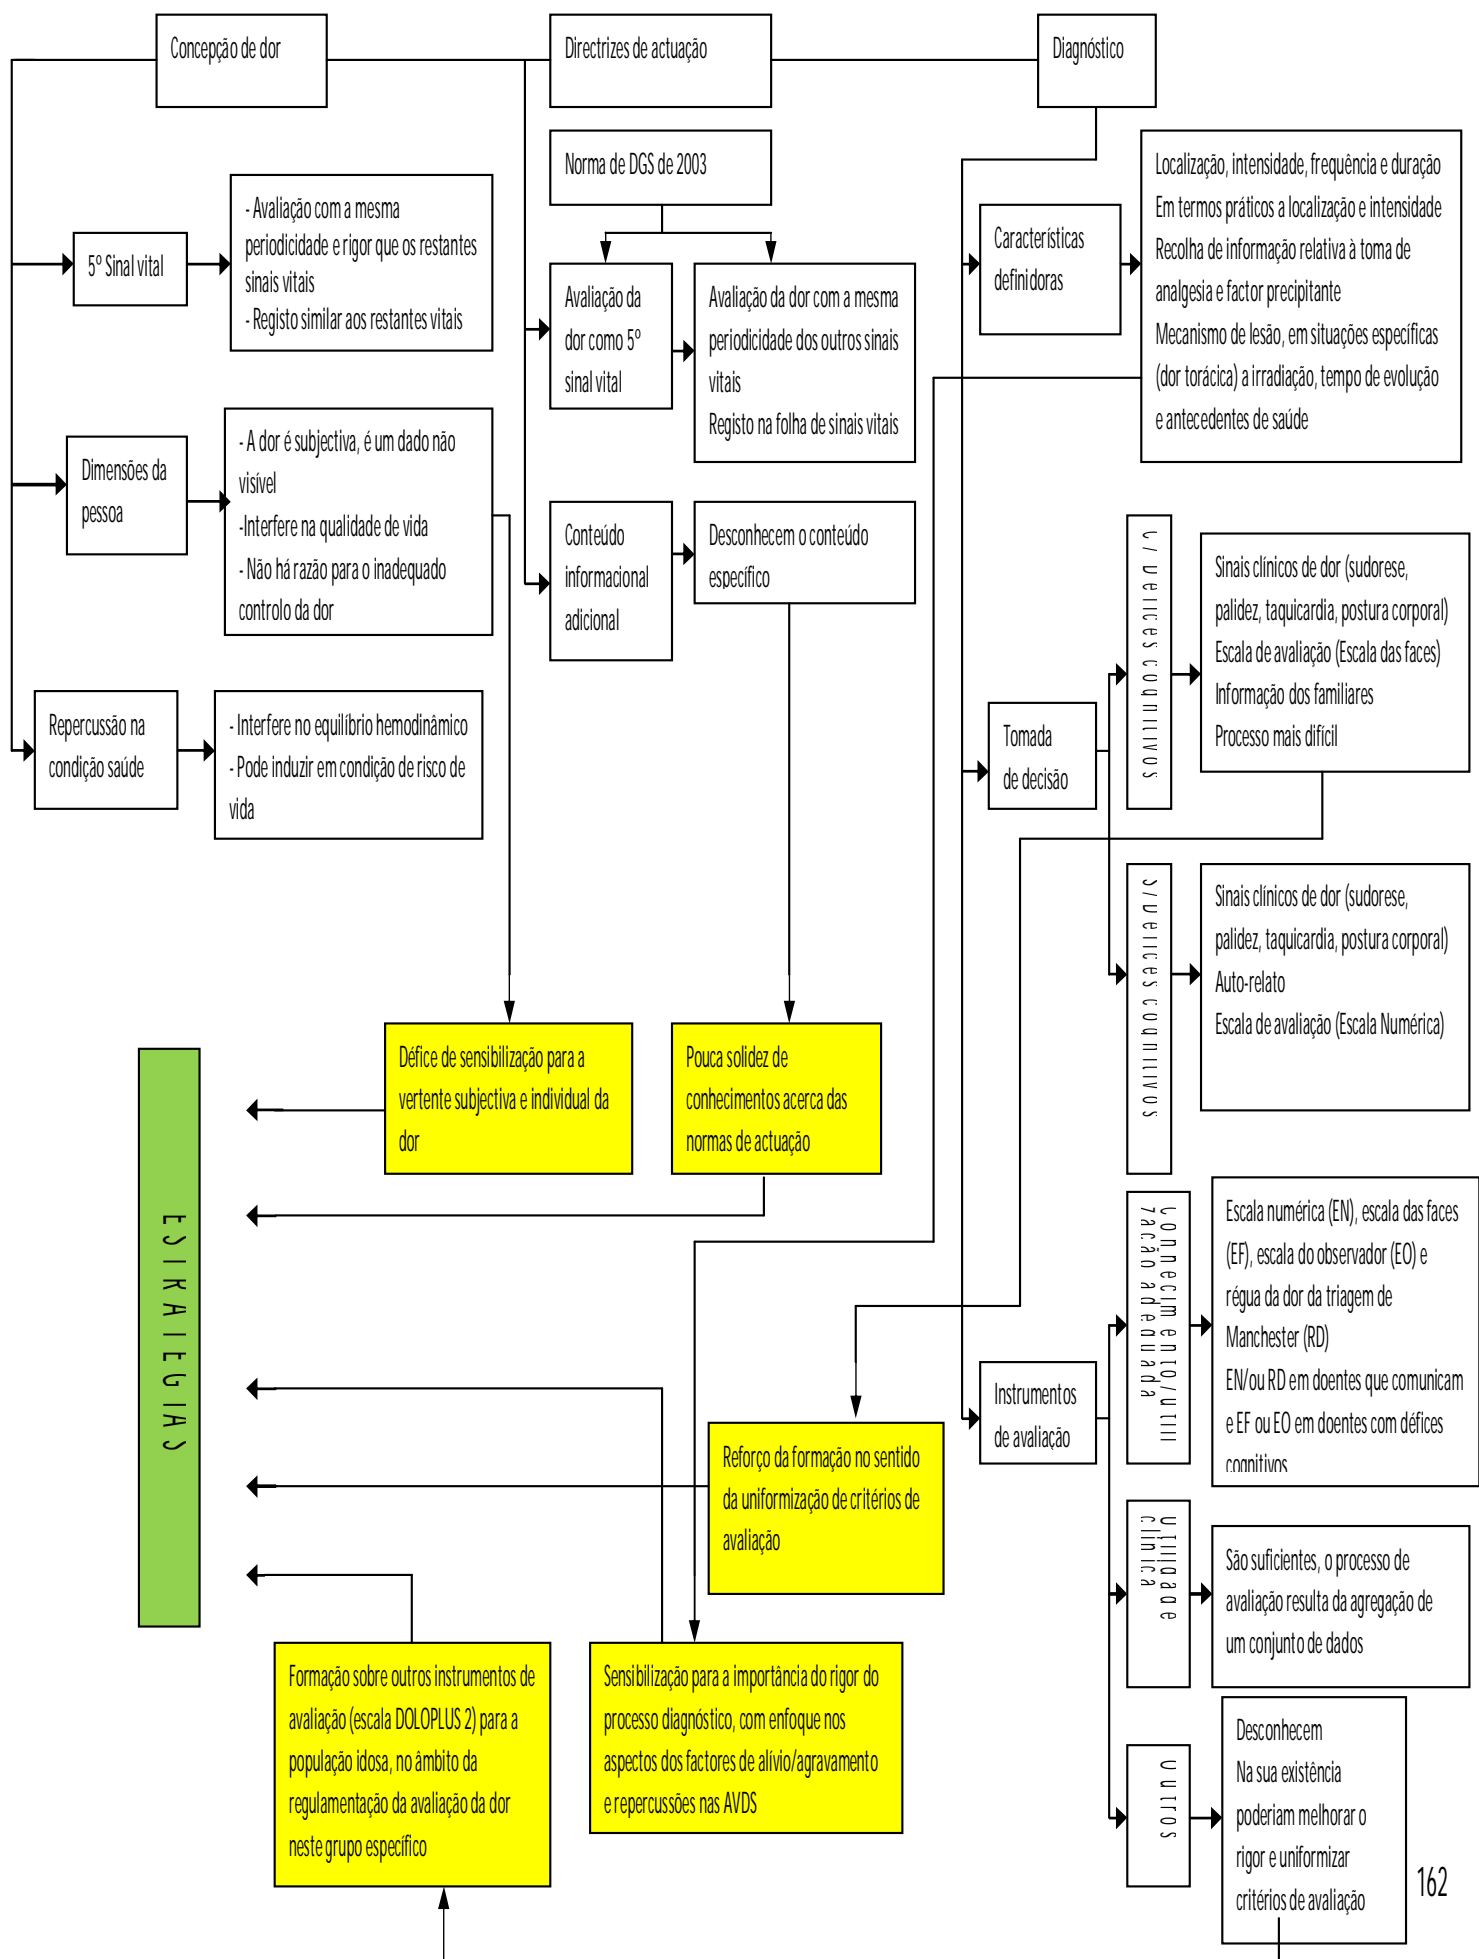 Concepção de dor
Directrizes de actuação
Diagnóstico
Norma de DGS de 2003
Localização, intensidade, frequência e duração
Em termos práticos a localização e intensidade
Recolha de informação relativa à toma de
analgesia e factor precipitante
Mecanismo de lesão, em situações específicas
(dor torácica) a irradiação, tempo de evolução
e antecedentes de saúde
- Avaliação com a mesma
periodicidade e rigor que os restantes
sinais vitais
- Registo similar aos restantes vitais
5º Sinal vital
Características
definidoras
Avaliação da
dor como 5º
sinal vital
Avaliação da dor com a mesma
periodicidade dos outros sinais
vitais
Registo na folha de sinais vitais
Dimensões da
pessoa
- A dor é subjectiva, é um dado não
visível
-Interfere na qualidade de vida
- Não há razão para o inadequado
controlo da dor
Conteúdo
informacional
adicional
Desconhecem o conteúdo
específico
C/ Défices cognitivos
Sinais clínicos de dor (sudorese,
palidez, taquicardia, postura corporal)
Escala de avaliação (Escala das faces)
Informação dos familiares
Processo mais difícil
Repercussão na
condição saúde
- Interfere no equilíbrio hemodinâmico
- Pode induzir em condição de risco de
vida
Tomada
de decisão
S/Défices cognitivos
Sinais clínicos de dor (sudorese,
palidez, taquicardia, postura corporal)
Auto-relato
Escala de avaliação (Escala Numérica)
Défice de sensibilização para a
vertente subjectiva e individual da
dor
Pouca solidez de
conhecimentos acerca das
normas de actuação
ESTRATEGIAS
Conhecimento/utili
zação adequada
Escala numérica (EN), escala das faces
(EF), escala do observador (EO) e
régua da dor da triagem de
Manchester (RD)
EN/ou RD em doentes que comunicam
e EF ou EO em doentes com défices
cognitivos
Instrumentos
de avaliação
Reforço da formação no sentido
da uniformização de critérios de
avaliação
Utilidade
clínica
São suficientes, o processo de
avaliação resulta da agregação de
um conjunto de dados
Formação sobre outros instrumentos de
avaliação (escala DOLOPLUS 2) para a
população idosa, no âmbito da
regulamentação da avaliação da dor
neste grupo específico
Sensibilização para a importância do rigor do
processo diagnóstico, com enfoque nos
aspectos dos factores de alívio/agravamento
e repercussões nas AVDS
Outros
Desconhecem
Na sua existência
poderiam melhorar o
rigor e uniformizar
critérios de avaliação
162